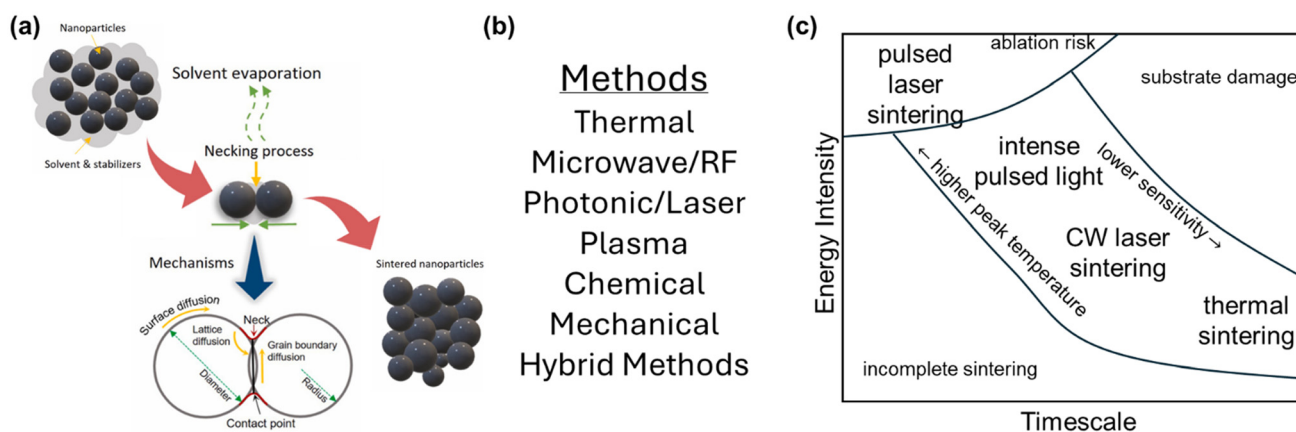 (a)
Nanoparticles
Solvent evaporation
Solvent & stabilizers
Necking process
Mechanisms
Sintered nanoparticles
Surface diffusion
Neck
Lattice
diffusion
Grain boundary
diffusion
Diameter
Radius
Contact point
(b)
Methods
Thermal
Microwave/RF
Photonic/Laser
Plasma
Chemical
Mechanical
Hybrid Methods
(c)
Energy Intensity
pulsed
laser
sintering
ablation risk
substrate damage
intense
pulsed light
← higher peak temperature
lower sensitivity →
CW laser
sintering
thermal
sintering
incomplete sintering
Timescale